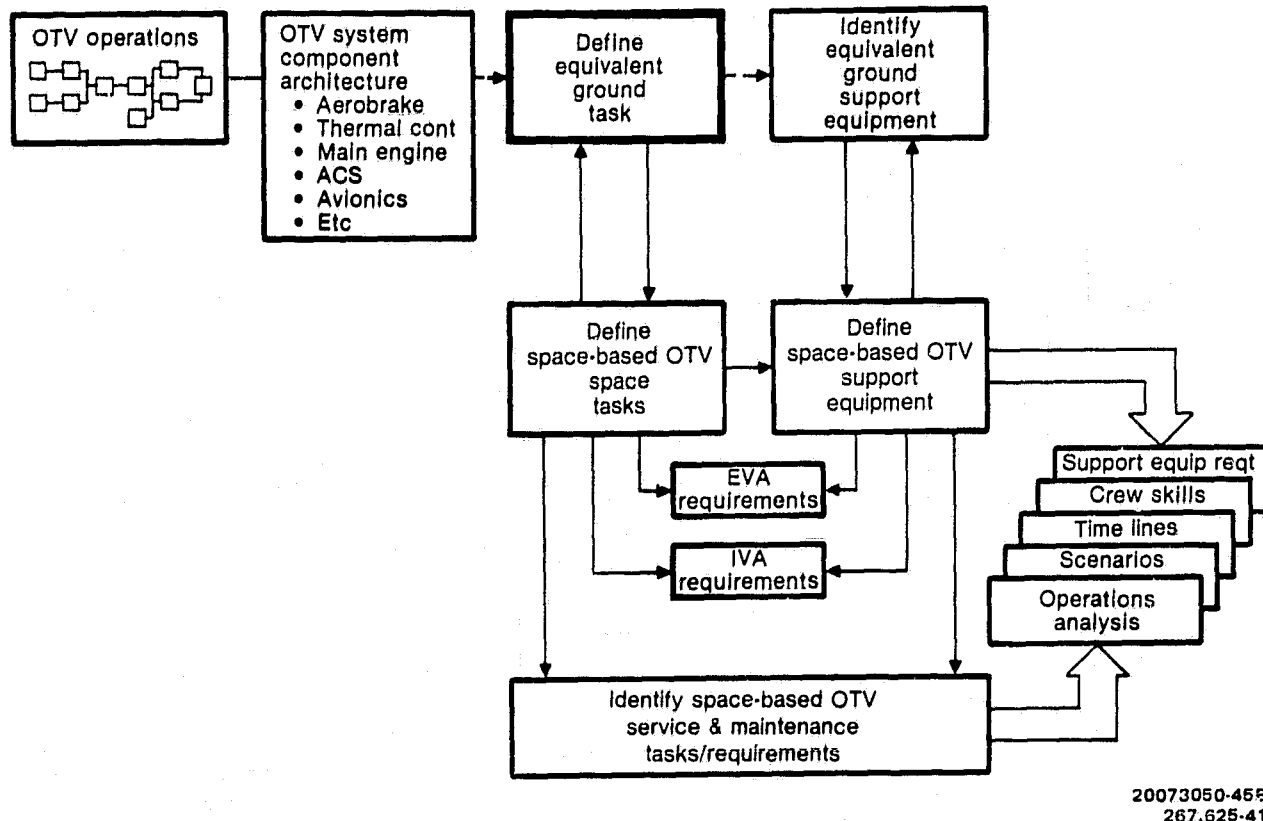 OTV operations
OTV system
component
architecture
• Aerobrake
• Thermal cont
• Main engine
• ACS
• Avionics
• Etc
Define
equivalent
ground
task
Identify
equivalent
ground
support
equipment
Define
space-based OTV
space
tasks
Define
space-based OTV
support
equipment
EVA
requirements
IVA
requirements
Support equip reqt
Crew skills
Time lines
Scenarios
Operations
analysis
Identify space-based OTV
service & maintenance
tasks/requirements
20073050-455
267.625-41